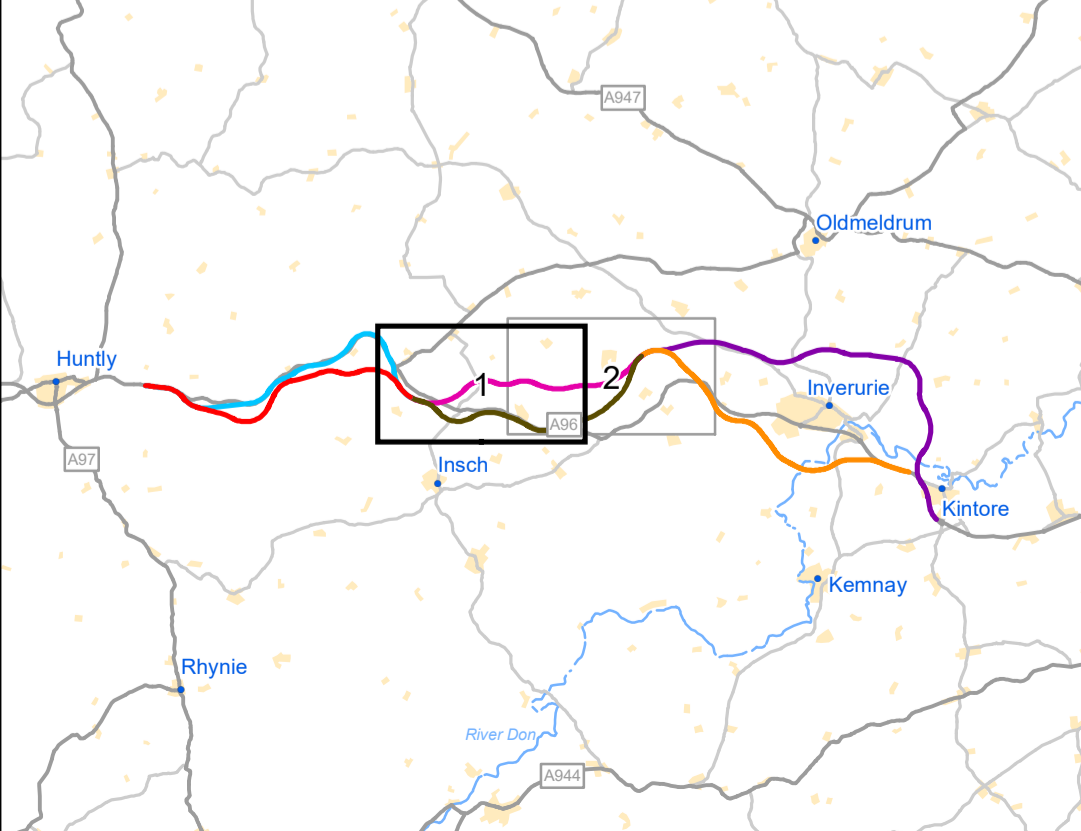 A947
Oldmeldrum
Huntly
1
2
Inverurie
A96
A97
Insch
Kintore
Kemnay
Rhynie
River Don
A944